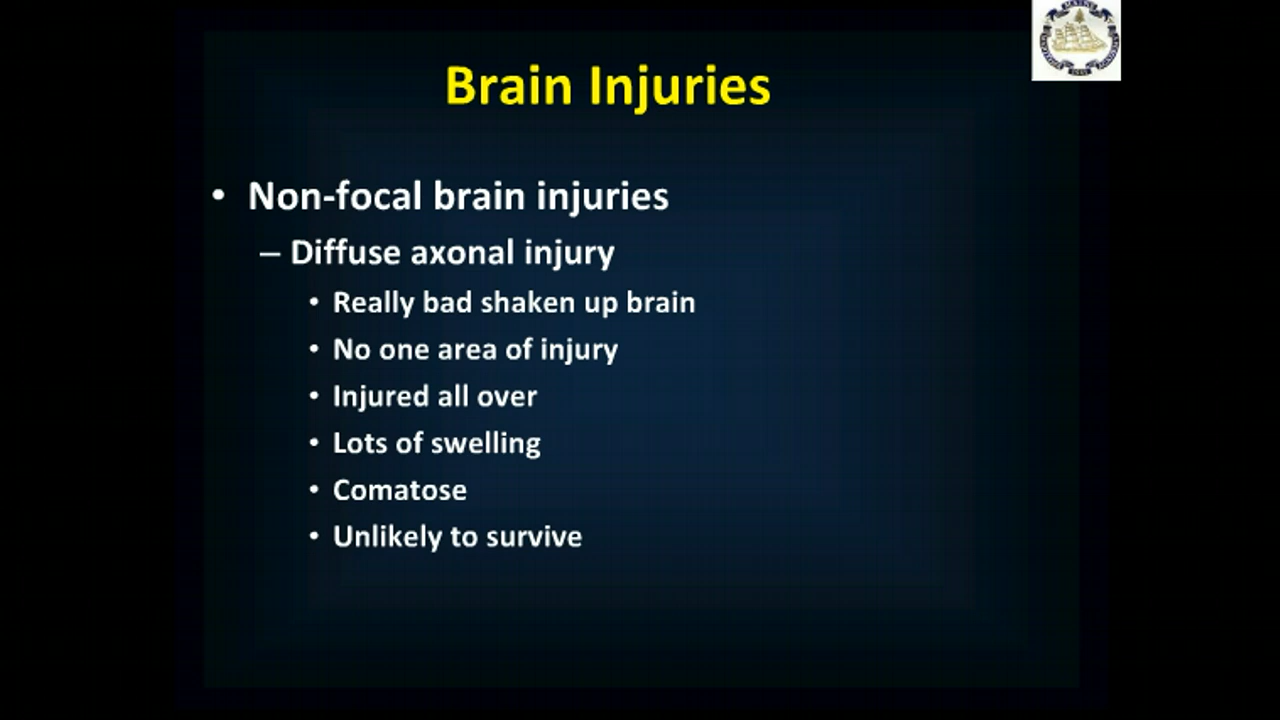 Brain Injuries
• Non-focal brain injuries
– Diffuse axonal injury
• Really bad shaken up brain
• No one area of injury
• Injured all over
• Lots of swelling
• Comatose
• Unlikely to survive